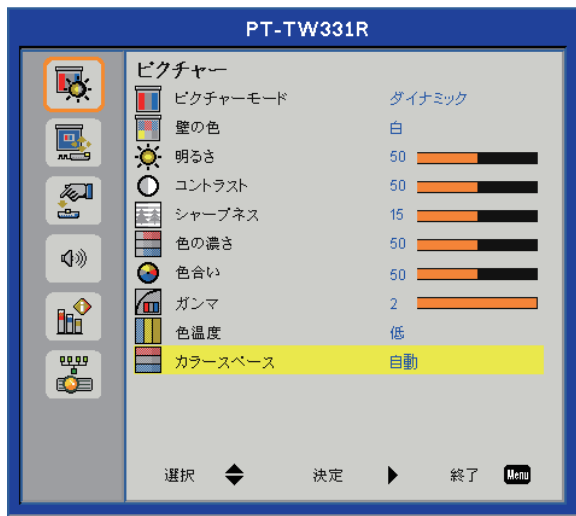 PT-TW331R
ピクチャー
ピクチャーモード ダイナミック
壁の色 白
明るさ 50
コントラスト 50
シャープネス 15
色の濃さ 50
色合い 50
ガンマ 2
色温度 低
カラースペース 自動
選択 決定 終了 Menu